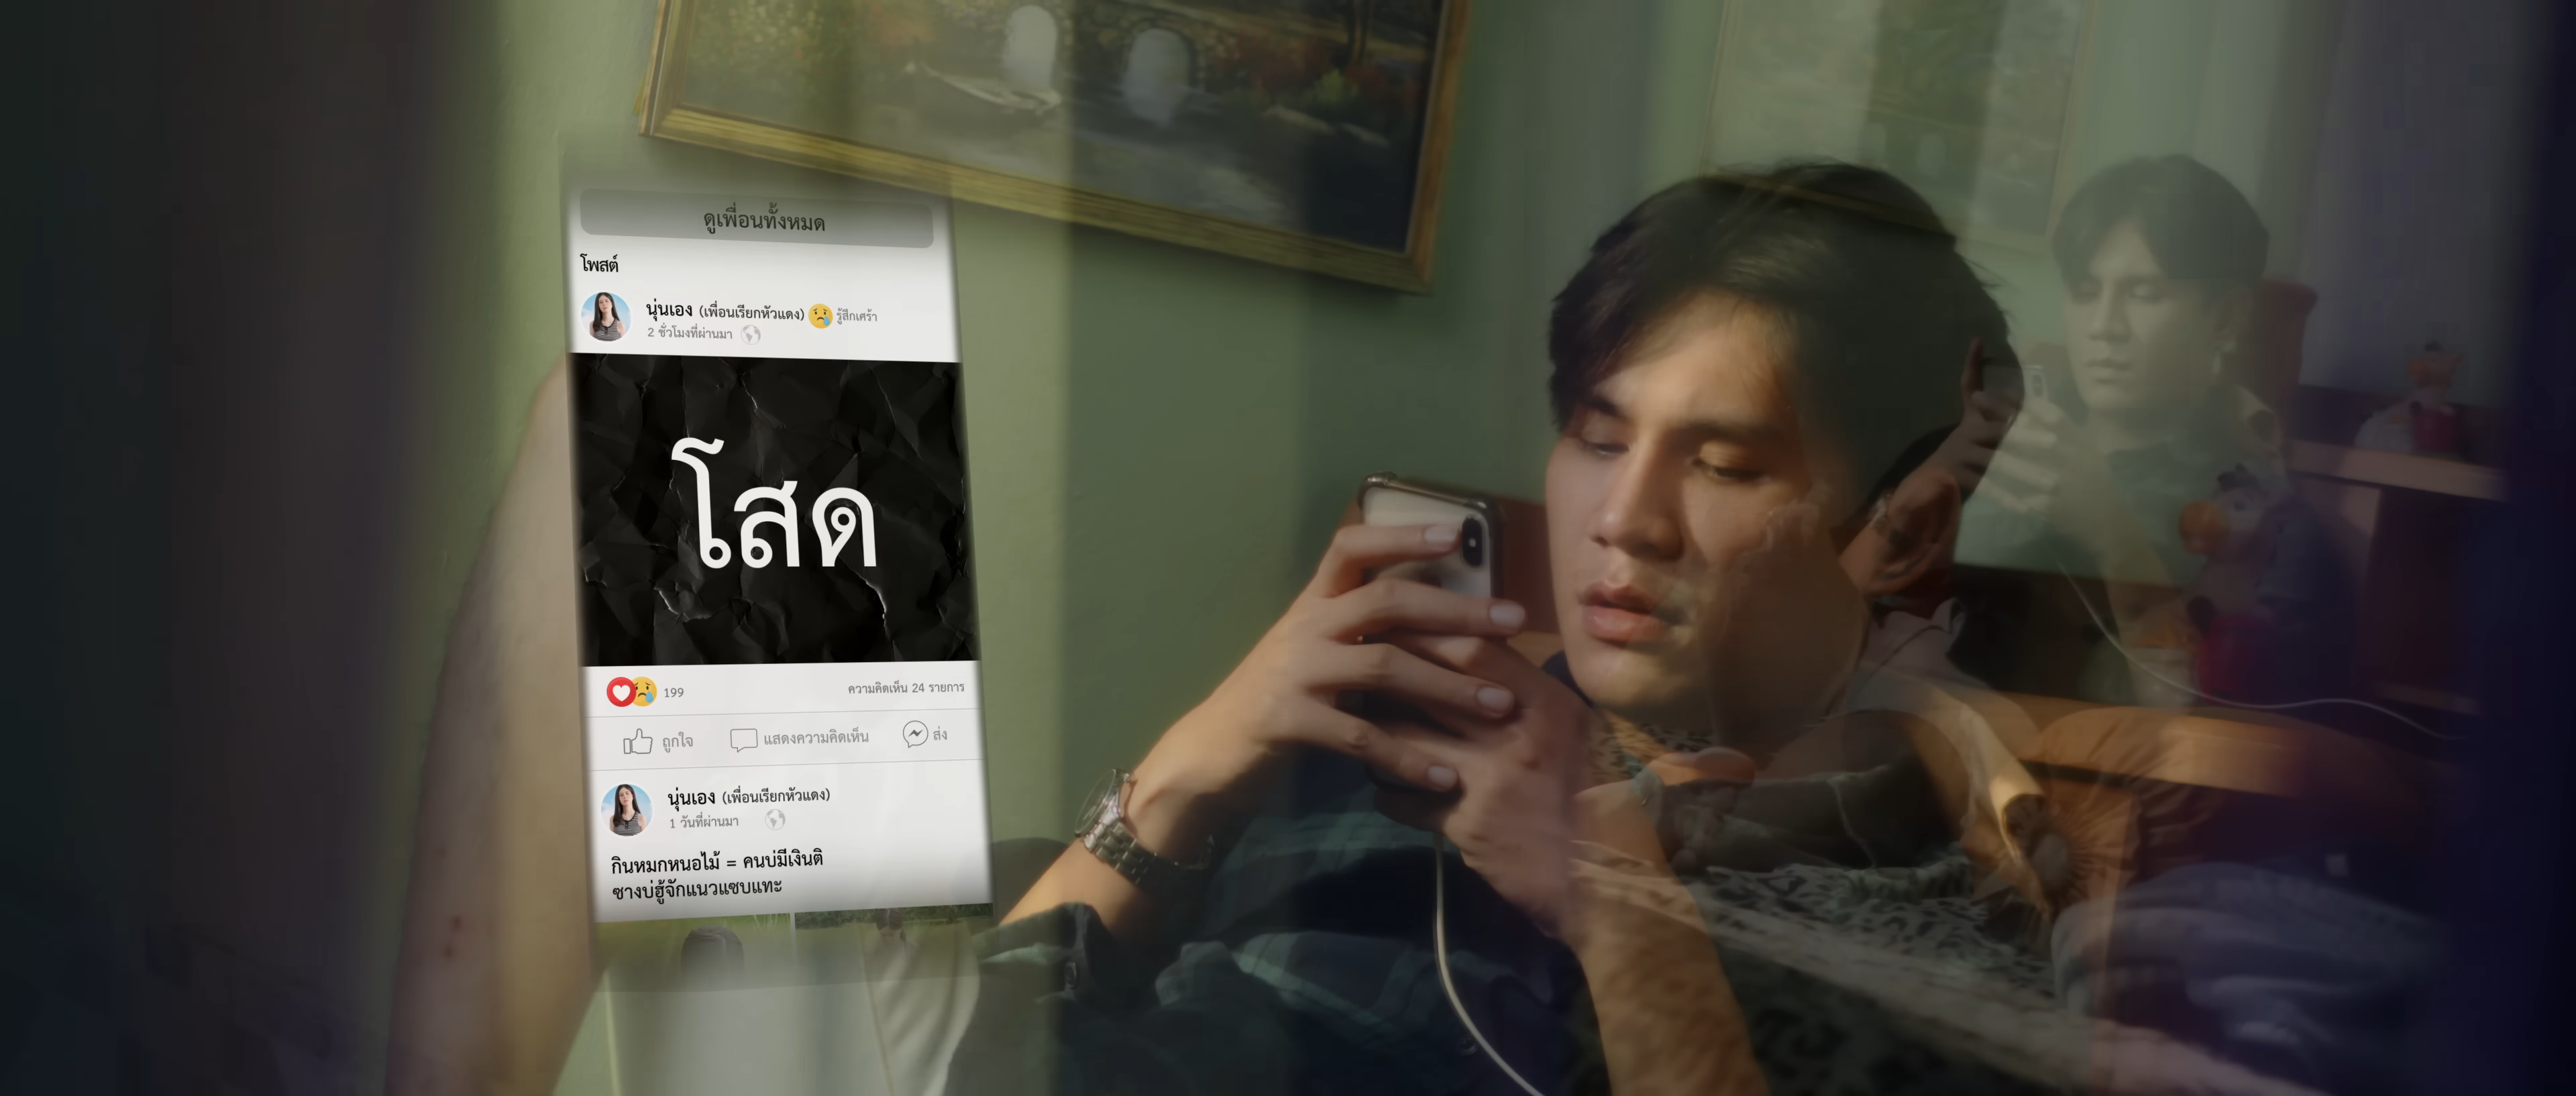 ดูเพื่อนทั้งหมด
โพสต์
นุ่นเอง (เพื่อนเรียกหัวแดง) รู้สึกเศร้า
2 ชั่วโมงที่ผ่านมา
โสด
199 ความคิดเห็น 24 รายการ
ถูกใจ แสดงความคิดเห็น ส่ง
นุ่นเอง (เพื่อนเรียกหัวแดง)
1 วันที่ผ่านมา
กินหมกหนอไม้ = คนบ่มีเงินติ
ซางบ่ฮู้จักแนวแซบแทะ